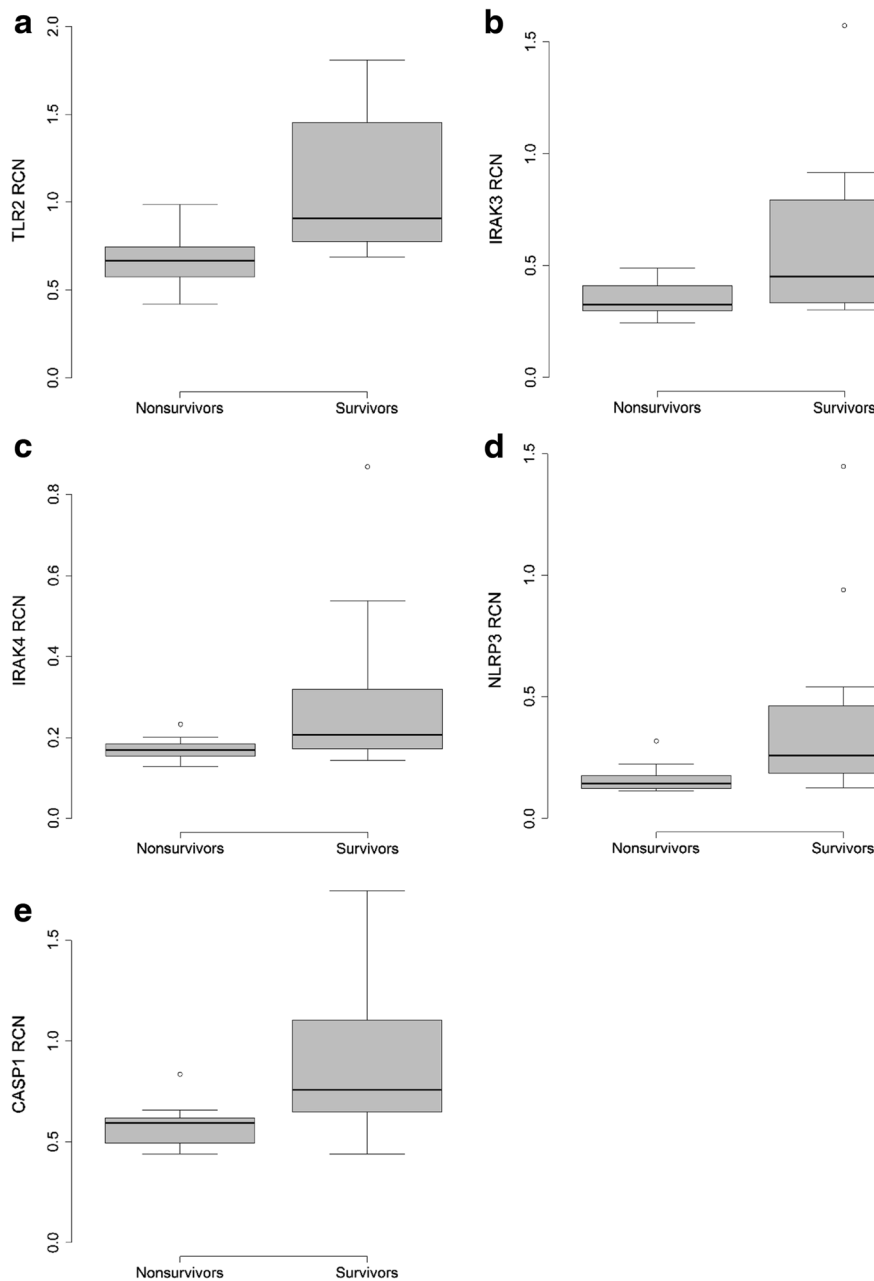 a
2.0
1.5
1.0
0.5
0.0
TLR2 RCN
Nonsurvivors Survivors
b
1.5
1.0
0.5
0.0
IRAK3 RCN
Nonsurvivors Survivors
c
0.8
0.6
0.4
0.2
0.0
IRAK4 RCN
Nonsurvivors Survivors
d
1.5
1.0
0.5
0.0
NLRP3 RCN
Nonsurvivors Survivors
e
1.5
1.0
0.5
0.0
CASP1 RCN
Nonsurvivors Survivors